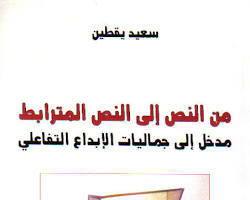 سعيد يقطين
من النص إلى النص المترابط
مدخل إلى جماليات الإبداع التفاعلي